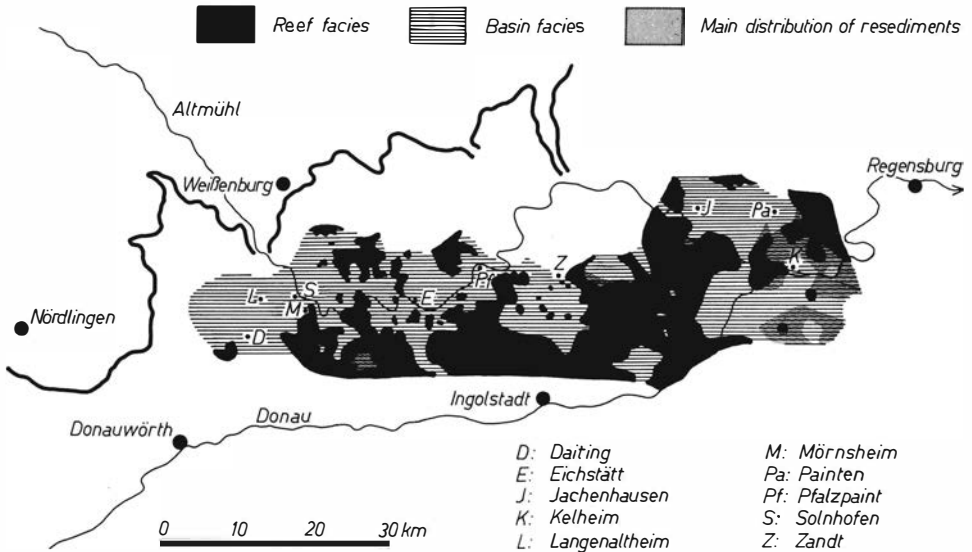 Reef facies
Basin facies
Main distribution of resediments
Altmühl
Weißenburg
Regensburg
J
Pa
K
Z
Pf
L
S
M
E
Nördlingen
D
Ingolstadt
Donauwörth
Donau
D: Daiting
E: Eichstätt
J: Jachenhausen
K: Kelheim
L: Langenaltheim
M: Mörnsheim
Pa: Painten
Pf: Pfalzpaint
S: Solnhofen
Z: Zandt
0 10 20 30 km